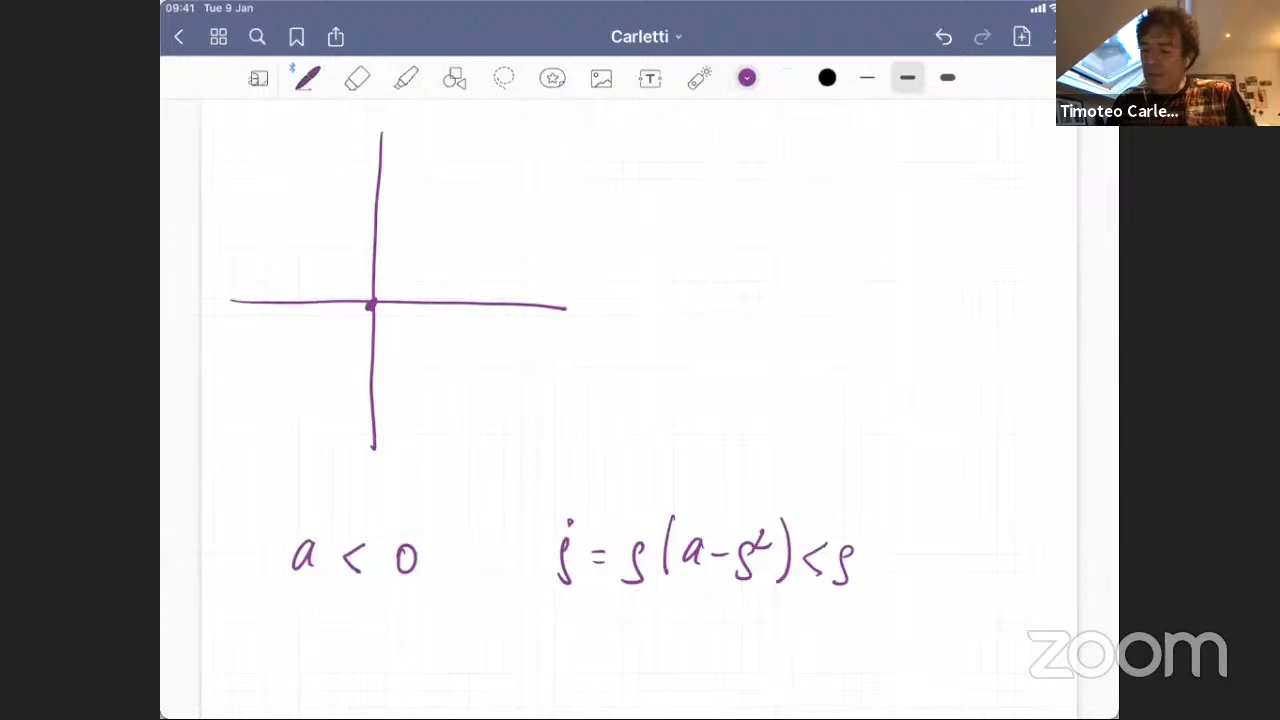 09:41 Tue 9 Jan
Carletti
T
Timoteo Carle...
a < 0
ρ̇ = ρ(a-ρ²) < ρ
zoom